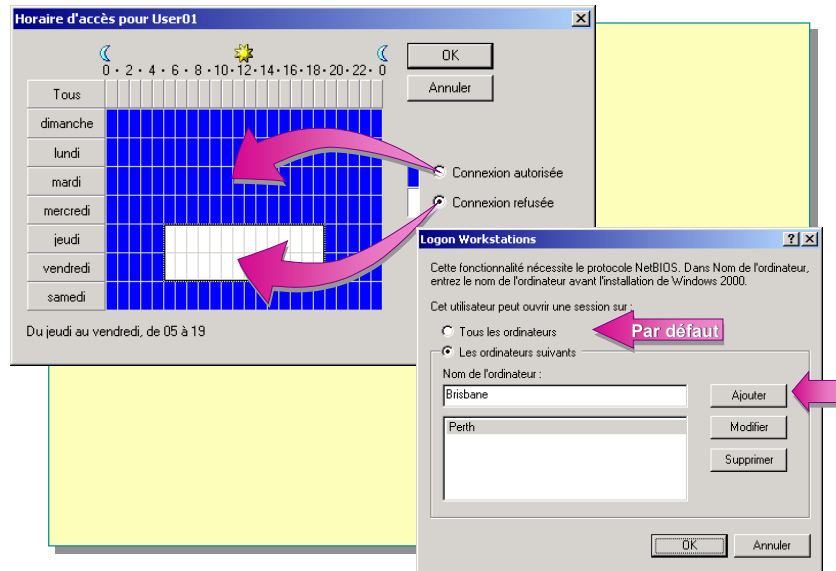 Horaire d'accès pour User01
0 • 2 • 4 • 6 • 8 • 10 • 12 • 14 • 16 • 18 • 20 • 22 • 0
OK
Annuler
Tous
dimanche
lundi
mardi
mercredi
jeudi
vendredi
samedi
Connexion autorisée
Connexion refusée
Du jeudi au vendredi, de 05 à 19
Logon Workstations
Cette fonctionnalité nécessite le protocole NetBIOS. Dans Nom de l'ordinateur,
entrez le nom de l'ordinateur avant l'installation de Windows 2000.
Cet utilisateur peut ouvrir une session sur :
Tous les ordinateurs
Par défaut
Les ordinateurs suivants
Nom de l'ordinateur :
Brisbane
Ajouter
Perth
Modifier
Supprimer
OK
Annuler